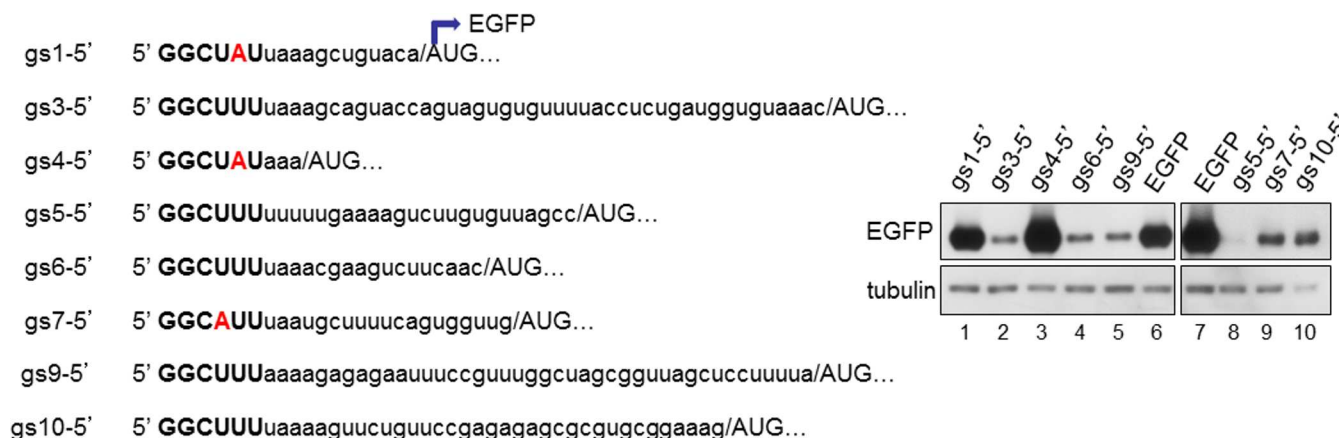 EGFP
gs1-5’ 5’ GGCUAUuaaagcuguaca/AUG…
gs3-5’ 5’ GGCUUUuaaagcaguaccaguaguguguuuuaccucugaugguguaaac/AUG…
gs4-5’ 5’ GGCUAUaaa/AUG…
gs5-5’ 5’ GGCUUUuuuuugaaaagucuuguguuagcc/AUG…
gs6-5’ 5’ GGCUUUuaaacgaagucuucaac/AUG…
gs7-5’ 5’ GGCAUUuaaugcuuuucagugguug/AUG…
gs9-5’ 5’ GGCUUUaaaagagagaauuuccguuuggcuagcgguuagcuccuuuua/AUG…
gs10-5’ 5’ GGCUUUuaaaaguucuguuccgagagagcgcgugcggaaag/AUG…
gs1-5’ gs3-5’ gs4-5’ gs6-5’ gs9-5’ EGFP EGFP gs5-5’ gs7-5’ gs10-5’
EGFP
tubulin
1 2 3 4 5 6 7 8 9 10